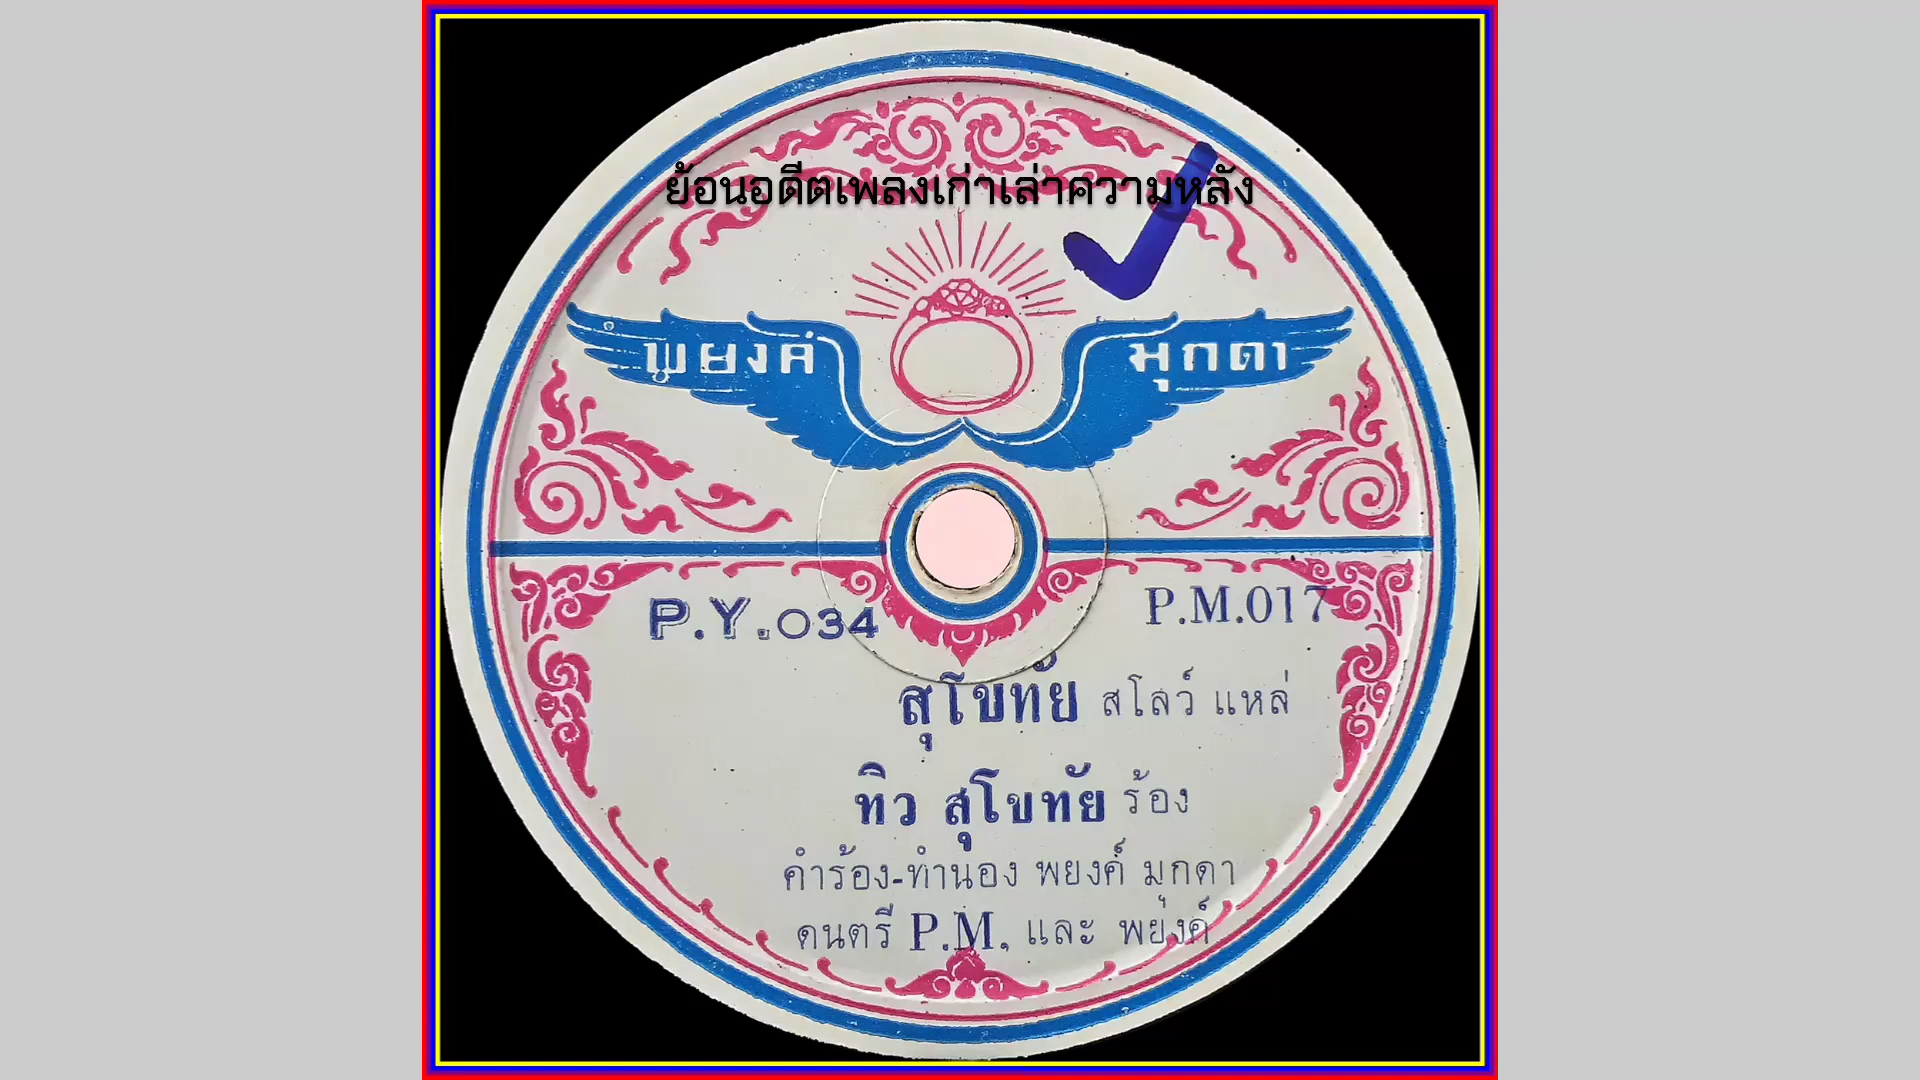 ย้อนอดีตเพลงเก่าเล่าความหลัง
พยงค์ มุกดา
P.Y.034 P.M.017
สุโขทัย สโลว์ แหล่
ทิว สุโขทัย ร้อง
คำร้อง-ทำนอง พยงค์ มุกดา
ดนตรี P.M. และ พยงค์